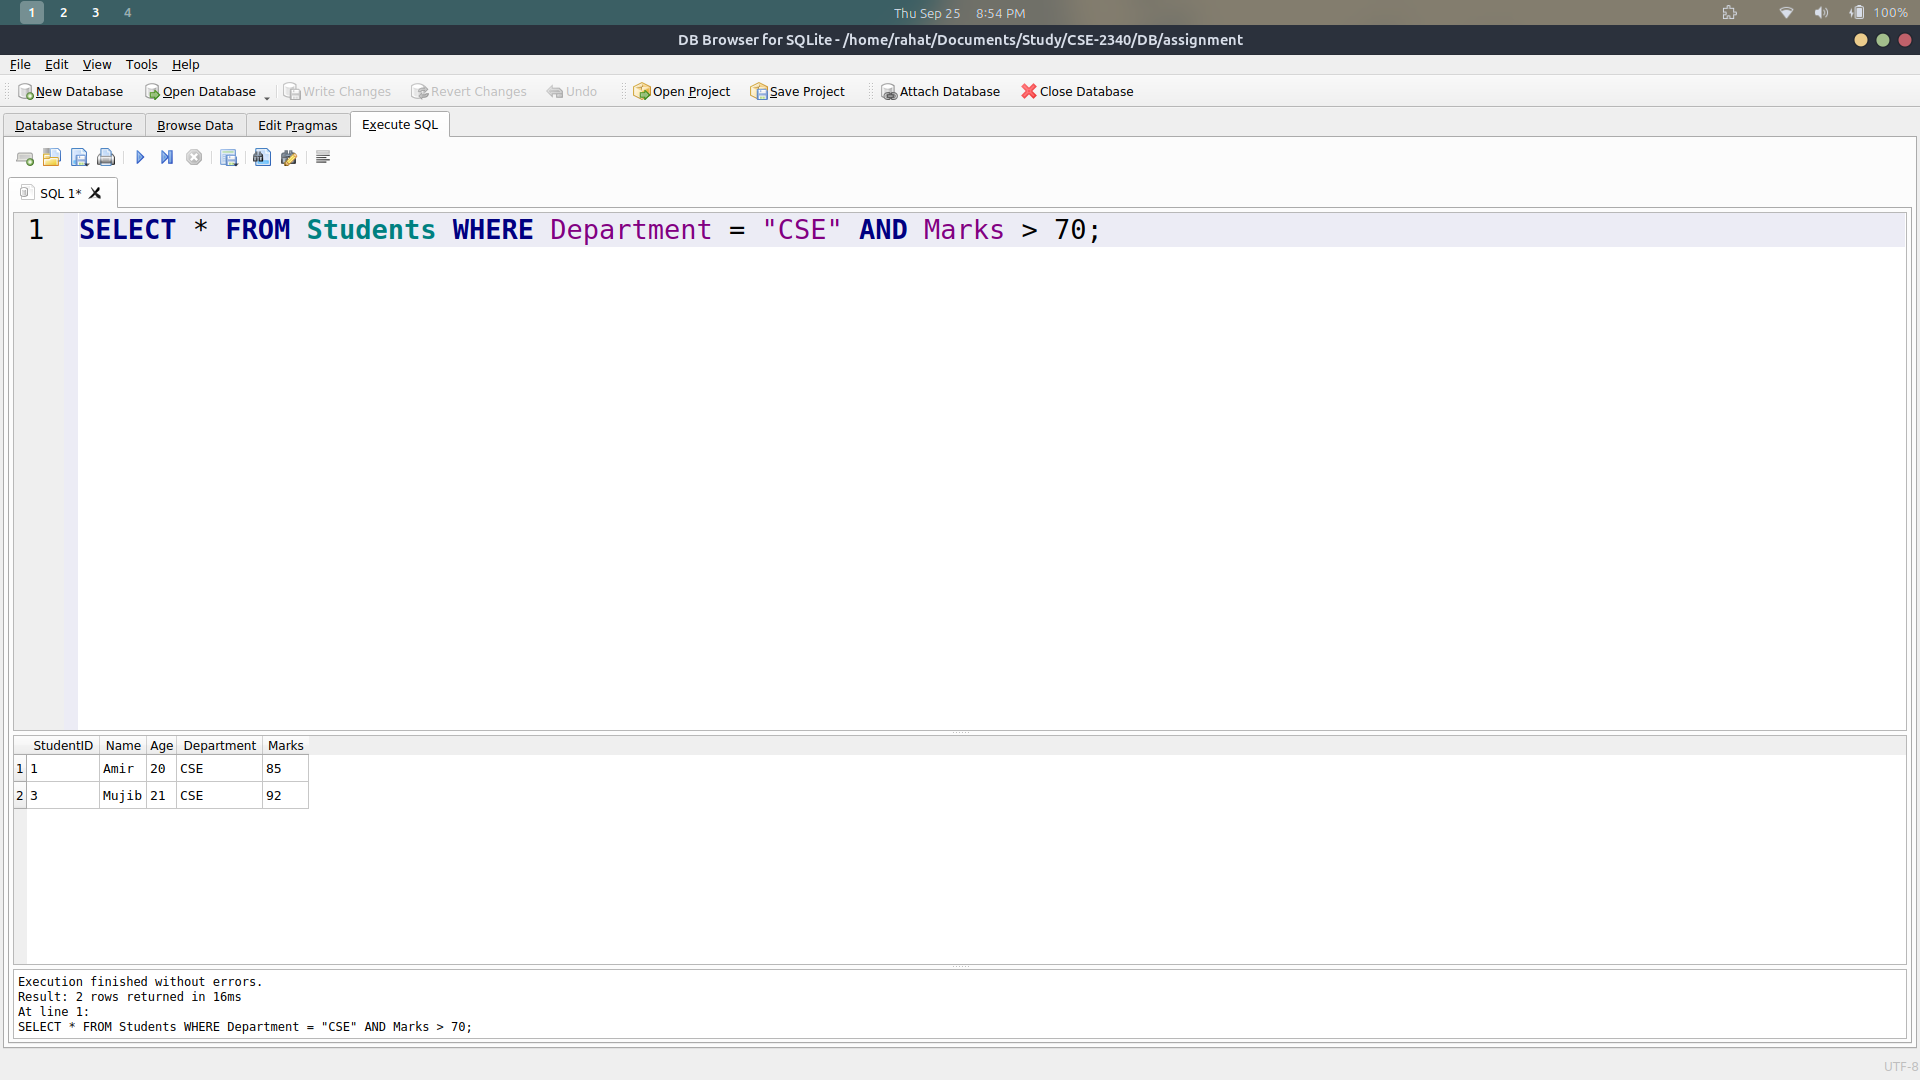 1 2 3 4 Thu Sep 25 8:54 PM 100%
DB Browser for SQLite - /home/rahat/Documents/Study/CSE-2340/DB/assignment
File Edit View Tools Help
New Database Open Database Write Changes Revert Changes Undo Open Project Save Project Attach Database Close Database
Database Structure Browse Data Edit Pragmas Execute SQL
SQL 1*
1 SELECT * FROM Students WHERE Department = "CSE" AND Marks > 70;
StudentID Name Age Department Marks
1 1 Amir 20 CSE 85
2 3 Mujib 21 CSE 92
Execution finished without errors.
Result: 2 rows returned in 16ms
At line 1:
SELECT * FROM Students WHERE Department = "CSE" AND Marks > 70;
UTF-8